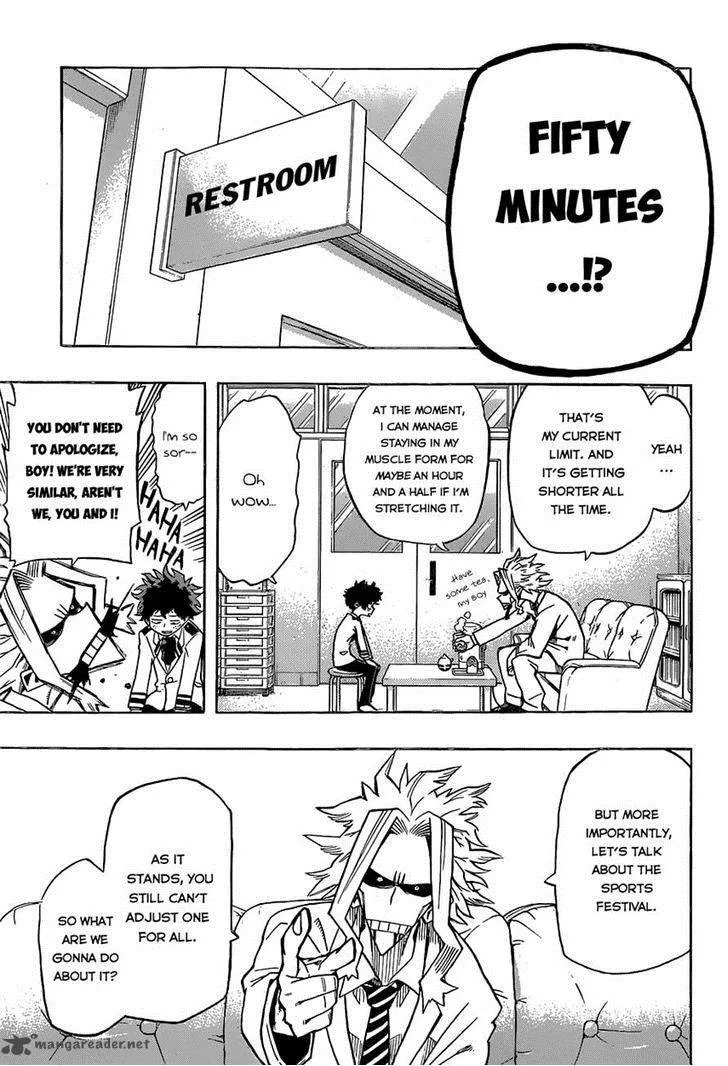 FIFTY
MINUTES
...!?
RESTROOM
YEAH
...
THAT'S
MY CURRENT
LIMIT. AND
IT'S GETTING
SHORTER ALL
THE TIME.
AT THE MOMENT,
I CAN MANAGE
STAYING IN MY
MUSCLE FORM FOR
MAYBE AN HOUR
AND A HALF IF I'M
STRETCHING IT.
Have
some tea,
my boy
Oh
wow...
I'm so
sor--
YOU DON'T NEED
TO APOLOGIZE,
BOY! WE'RE VERY
SIMILAR, AREN'T
WE, YOU AND I!
HAHA
HAHA
BUT MORE
IMPORTANTLY,
LET'S TALK
ABOUT THE
SPORTS
FESTIVAL.
AS IT
STANDS, YOU
STILL CAN'T
ADJUST ONE
FOR ALL.
SO WHAT
ARE WE
GONNA DO
ABOUT IT?
mangareader.net